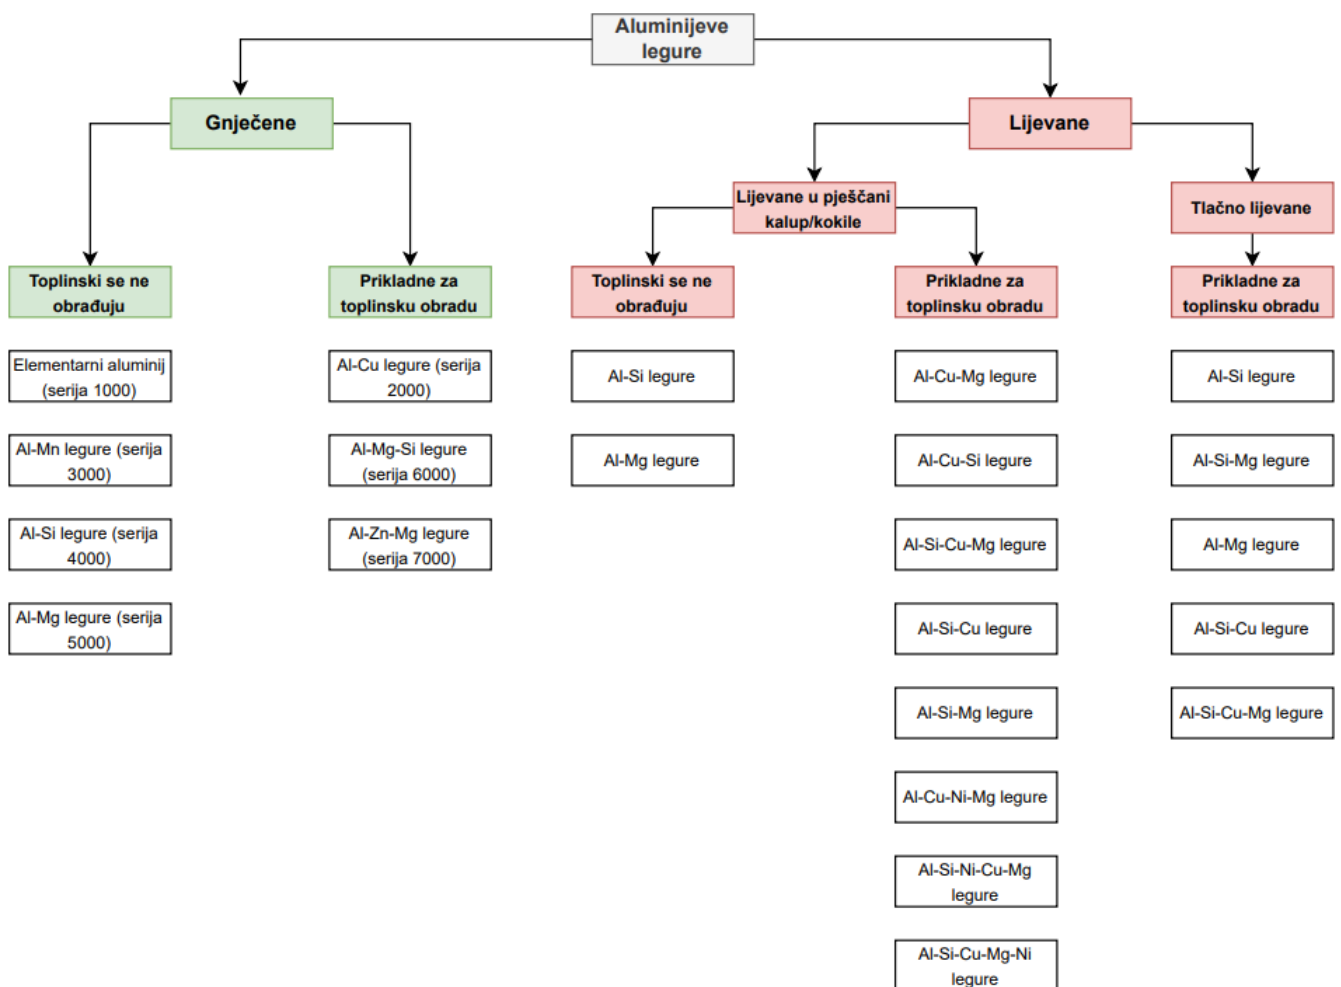 Aluminijeve
legure
Gnječene
Lijevane
Lijevane u pješčani
kalup/kokile
Tlačno lijevane
Toplinski se ne
obrađuju
Prikladne za
toplinsku obradu
Toplinski se ne
obrađuju
Prikladne za
toplinsku obradu
Prikladne za
toplinsku obradu
Elementarni aluminij
(serija 1000)
Al-Mn legure (serija
3000)
Al-Si legure (serija
4000)
Al-Mg legure (serija
5000)
Al-Cu legure (serija
2000)
Al-Mg-Si legure
(serija 6000)
Al-Zn-Mg legure
(serija 7000)
Al-Si legure
Al-Mg legure
Al-Cu-Mg legure
Al-Cu-Si legure
Al-Si-Cu-Mg legure
Al-Si-Cu legure
Al-Si-Mg legure
Al-Cu-Ni-Mg legure
Al-Si-Ni-Cu-Mg
legure
Al-Si-Cu-Mg-Ni
legure
Al-Si legure
Al-Si-Mg legure
Al-Mg legure
Al-Si-Cu legure
Al-Si-Cu-Mg legure